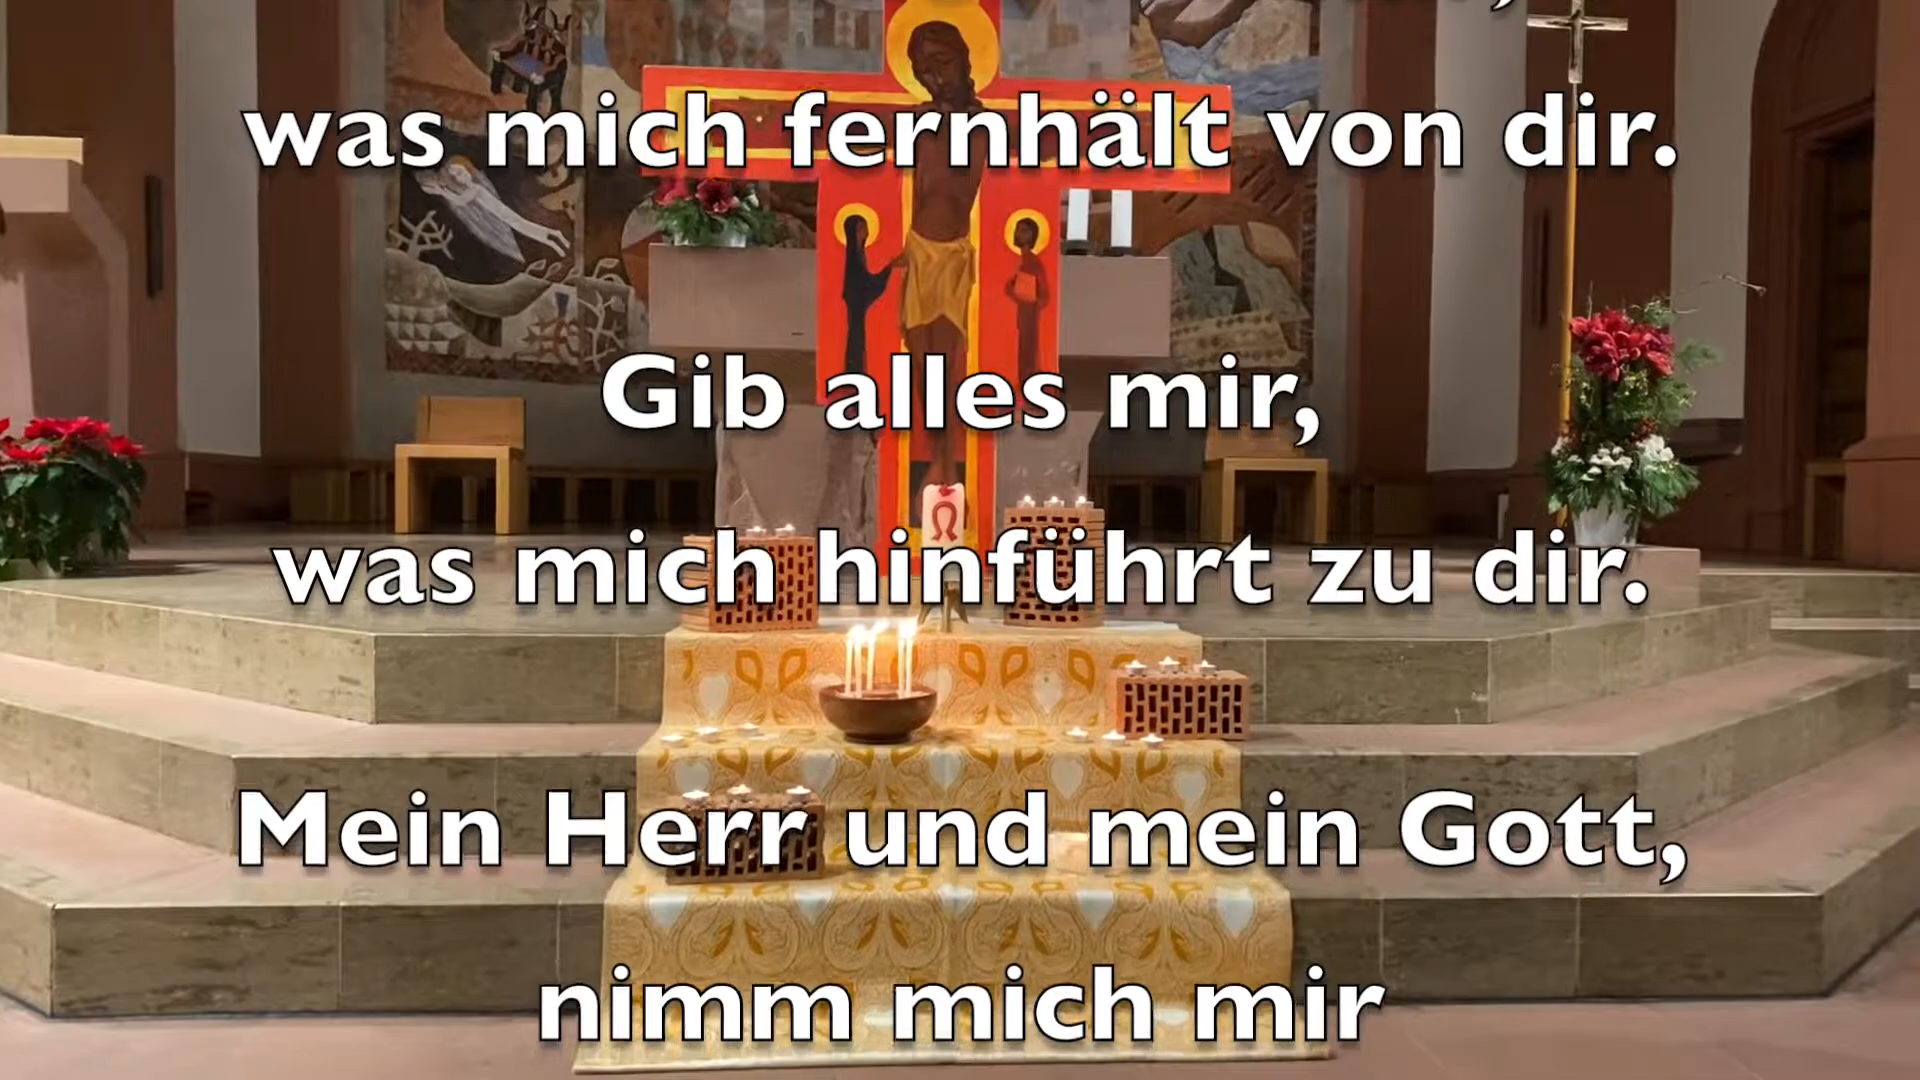 was mich fernhält von dir.
Gib alles mir,
was mich hinführt zu dir.
Mein Herr und mein Gott,
nimm mich mir